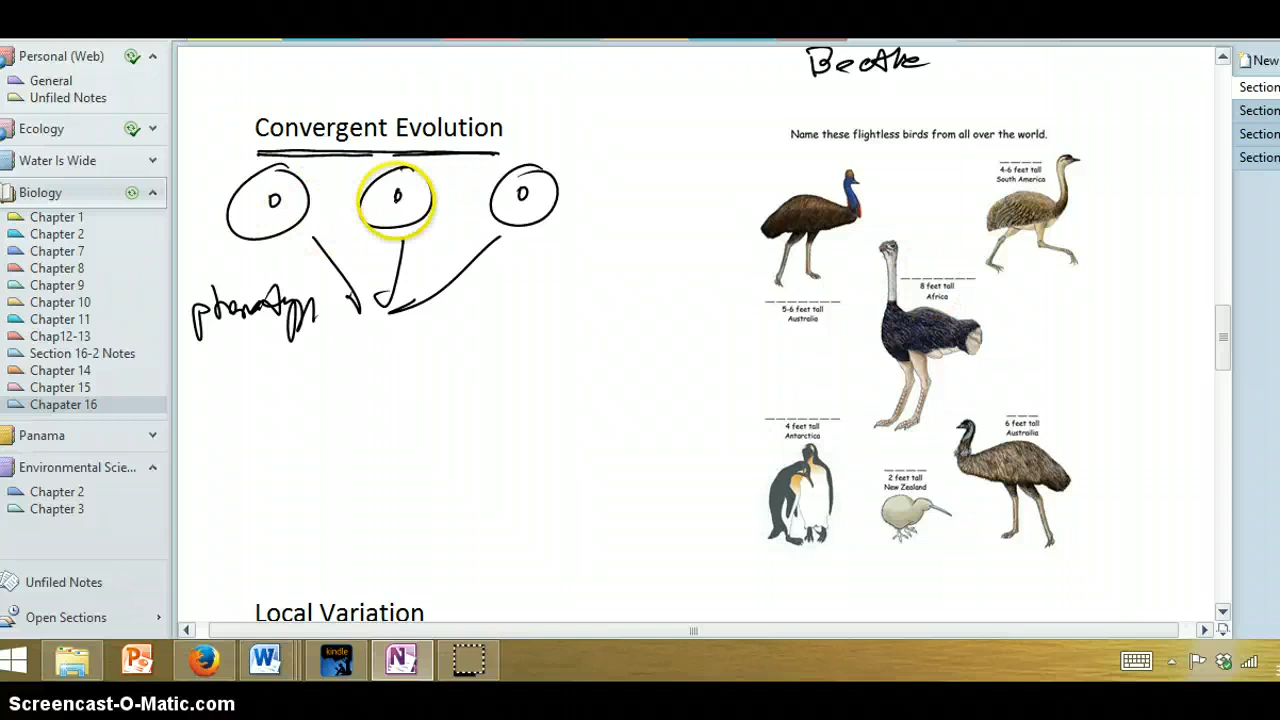 Personal (Web)
General
Unfiled Notes
Ecology
Water Is Wide
Biology
Chapter 1
Chapter 2
Chapter 7
Chapter 8
Chapter 9
Chapter 10
Chapter 11
Chap12-13
Section 16-2 Notes
Chapter 14
Chapter 15
Chapater 16
Panama
Environmental Scie...
Chapter 2
Chapter 3
Unfiled Notes
Open Sections
Convergent Evolution
phenotyp
Local Variation
Name these flightless birds from all over the world.
4-6 feet tall
South America
8 feet tall
Africa
5-6 feet tall
Australia
4 feet tall
Antarctica
2 feet tall
New Zealand
6 feet tall
Austrailia
New
Section
Section
Section
Section
kindle
Screencast-O-Matic.com